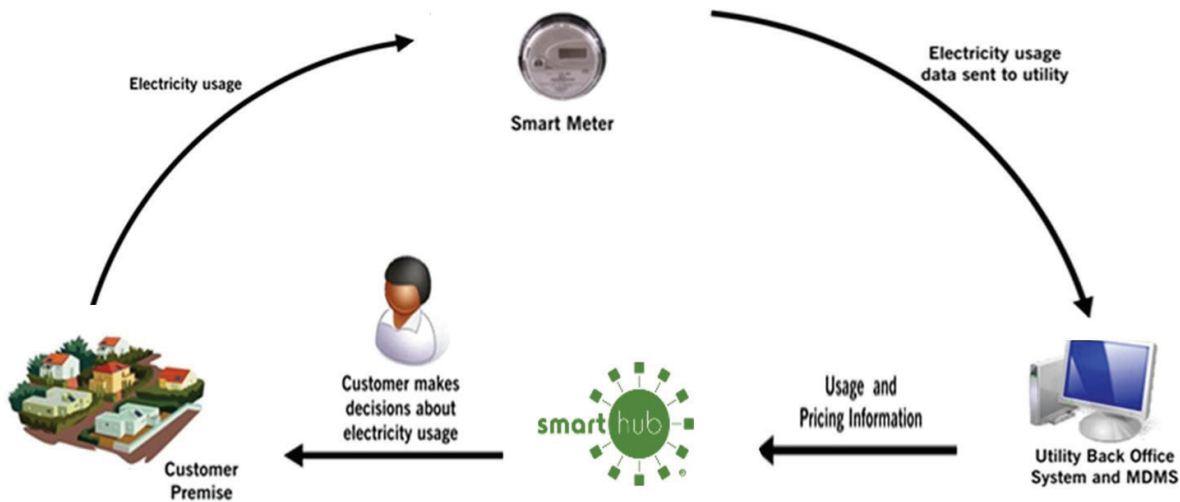 Electricity usage
Smart Meter
Electricity usage
data sent to utility
Customer makes
decisions about
electricity usage
smart hub
®
Usage and
Pricing Information
Customer
Premise
Utility Back Office
System and MDMS